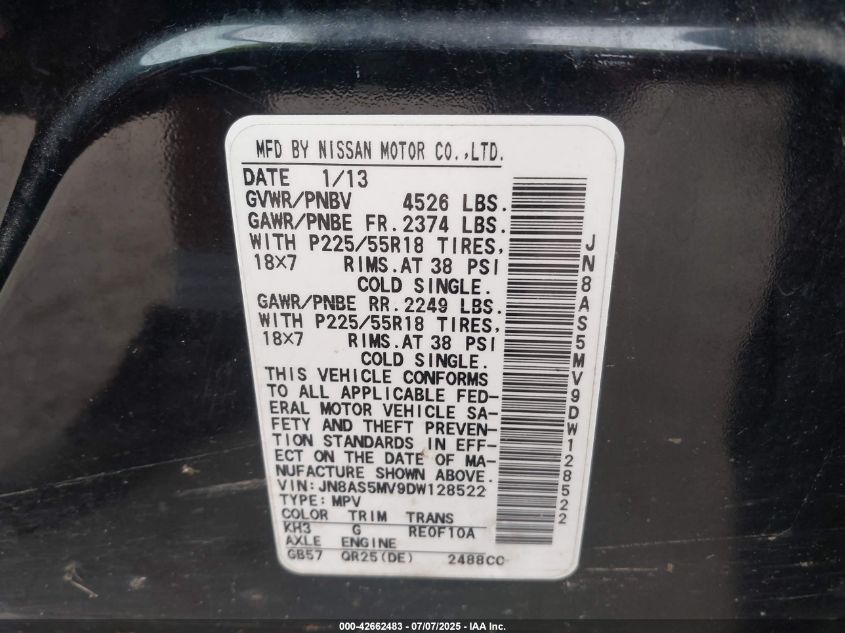 MFD BY NISSAN MOTOR CO.,LTD.
DATE 1/13
GVWR/PNBV 4526 LBS.
GAWR/PNBE FR. 2374 LBS.
WITH P225/55R18 TIRES,
18×7 RIMS.AT 38 PSI
COLD SINGLE.
GAWR/PNBE RR. 2249 LBS.
WITH P225/55R18 TIRES,
18×7 RIMS.AT 38 PSI
COLD SINGLE.
THIS VEHICLE CONFORMS
TO ALL APPLICABLE FED-
ERAL MOTOR VEHICLE SA-
FETY AND THEFT PREVEN-
TION STANDARDS IN EFF-
ECT ON THE DATE OF MA-
NUFACTURE SHOWN ABOVE.
VIN: JN8AS5MV9DW128522
TYPE: MPV
COLOR TRIM TRANS
KH3 G RE0F10A
AXLE ENGINE
GB57 QR25(DE) 2488CC
JN8AS5MV9DW128522
000-42662483 - 07/07/2025 - IAA Inc.